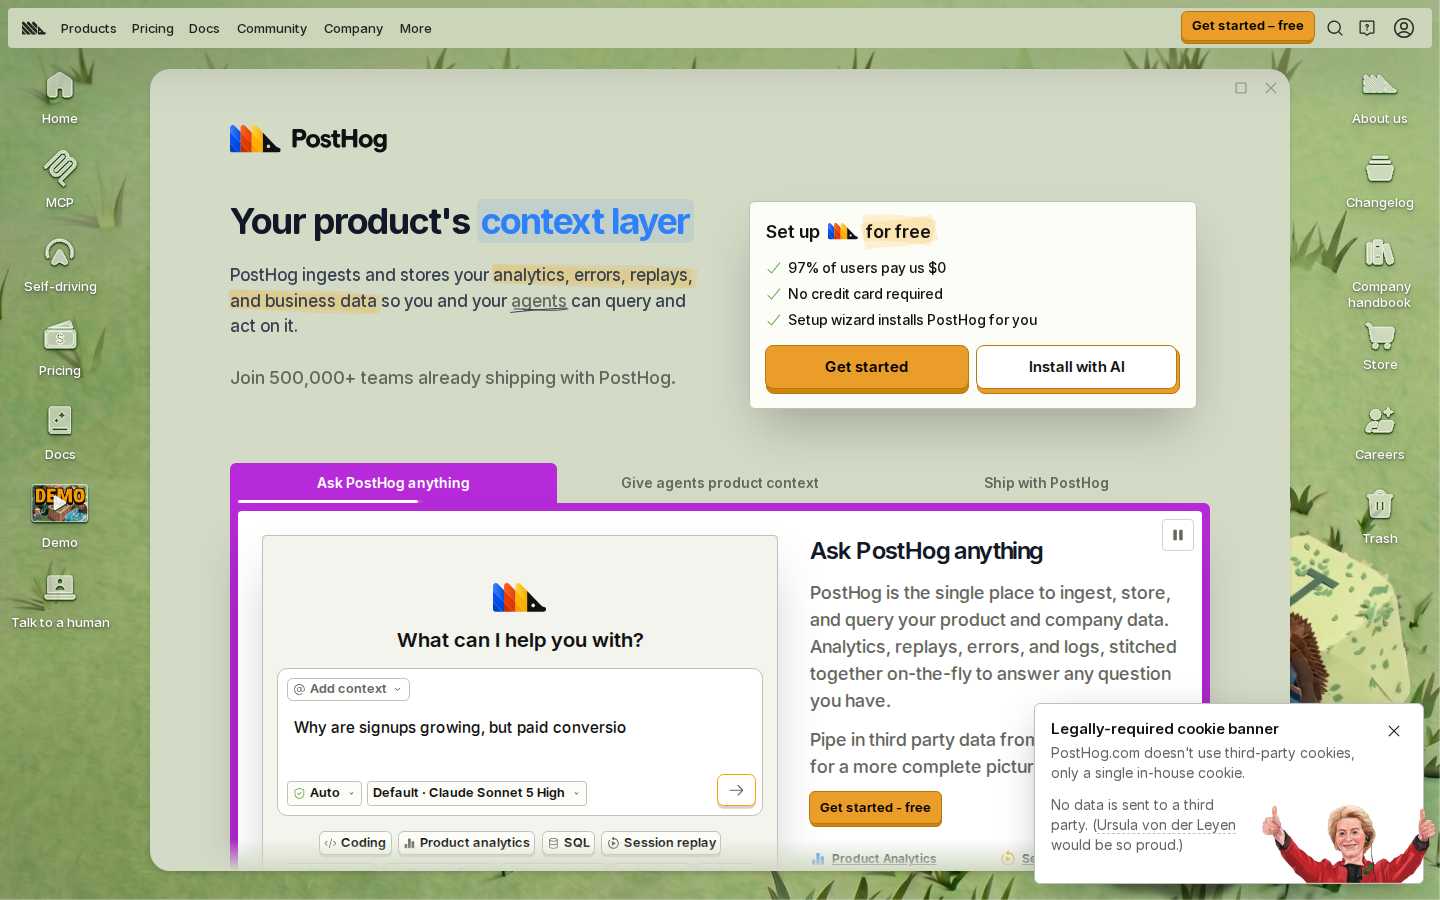 Products Pricing Docs Community Company More
Get started – free
Home
MCP
Self-driving
Pricing
Docs
DEMO
Demo
Talk to a human
About us
Changelog
Company
handbook
Store
Careers
Trash
PostHog
Your product's context layer
PostHog ingests and stores your analytics, errors, replays,
and business data so you and your agents can query and
act on it.
Join 500,000+ teams already shipping with PostHog.
Set up for free
97% of users pay us $0
No credit card required
Setup wizard installs PostHog for you
Get started
Install with AI
Ask PostHog anything
Give agents product context
Ship with PostHog
What can I help you with?
Add context
Why are signups growing, but paid conversio
Auto
Default · Claude Sonnet 5 High
Coding
Product analytics
SQL
Session replay
Ask PostHog anything
PostHog is the single place to ingest, store,
and query your product and company data.
Analytics, replays, errors, and logs, stitched
together on-the-fly to answer any question
you have.
Pipe in third party data from
for a more complete pictur
Get started - free
Product Analytics
Se
Legally-required cookie banner
PostHog.com doesn't use third-party cookies,
only a single in-house cookie.
No data is sent to a third
party. (Ursula von der Leyen
would be so proud.)